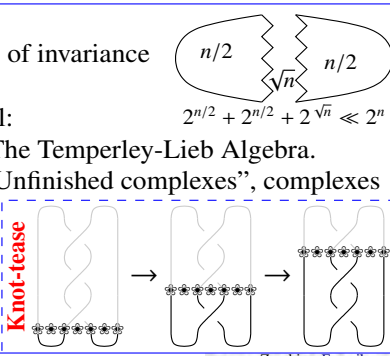 of invariance
n/2
n/2
√n
l:
2^{n/2} + 2^{n/2} + 2^{√n} ≪ 2^n
The Temperley-Lieb Algebra.
Unfinished complexes”, complexes
Knot-tease